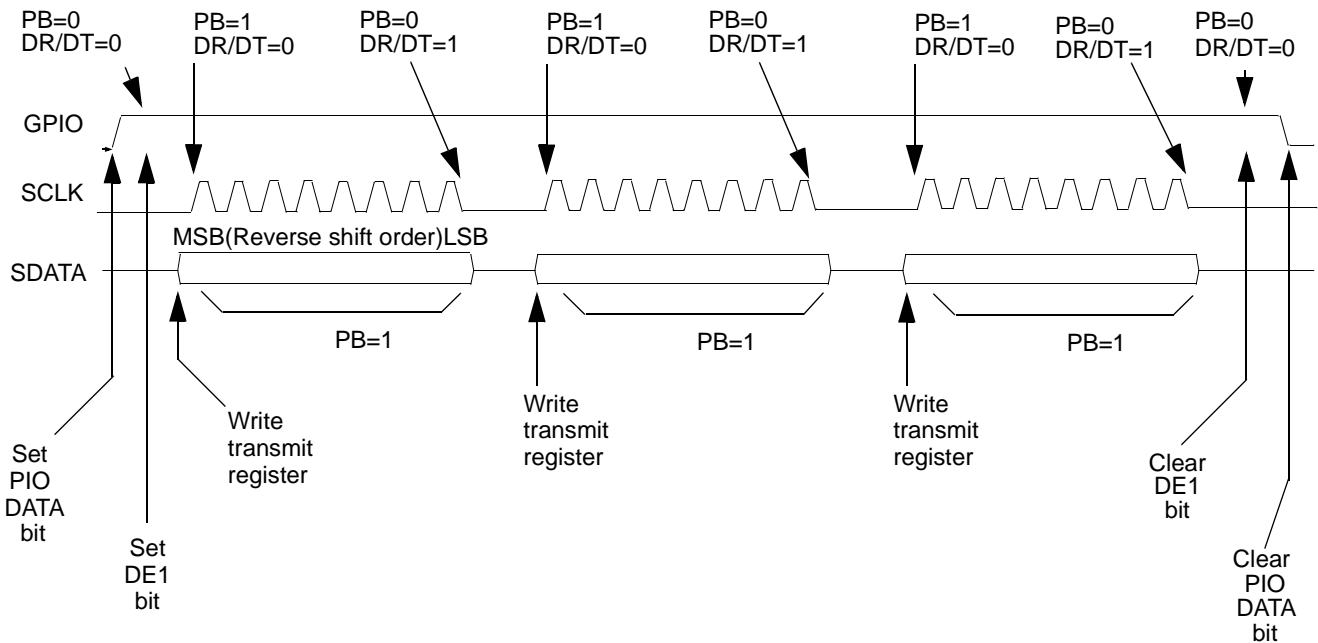 PB=0
DR/DT=0
PB=1
DR/DT=0
PB=0
DR/DT=1
PB=1
DR/DT=0
PB=0
DR/DT=1
PB=1
DR/DT=0
PB=0
DR/DT=1
PB=0
DR/DT=0
GPIO
SCLK
MSB(Reverse shift order)LSB
SDATA
PB=1
PB=1
PB=1
Set
PIO
DATA
bit
Set
DE1
bit
Write
transmit
register
Write
transmit
register
Write
transmit
register
Clear
DE1
bit
Clear
PIO
DATA
bit